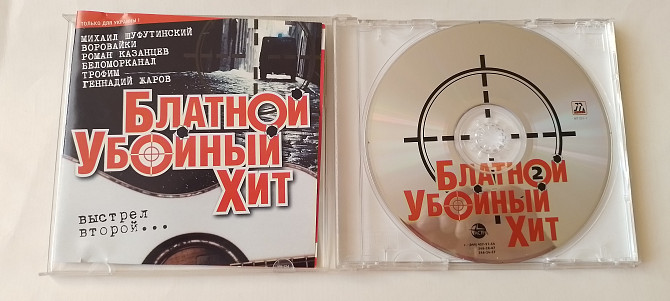 ТОЛЬКО ДЛЯ УКРАИНЫ!
МИХАИЛ ШУФУТИНСКИЙ
ВОРОВАЙКИ
РОМАН КАЗАНЦЕВ
БЕЛОМОРКАНАЛ
ТРОФИМ
ГЕННАДИЙ ЖАРОВ
БЛАТНОЙ
УБОЙНЫЙ
ХИТ
выстрел
второй...
БЛАТНОЙ
2
УБОЙНЫЙ
ХИТ